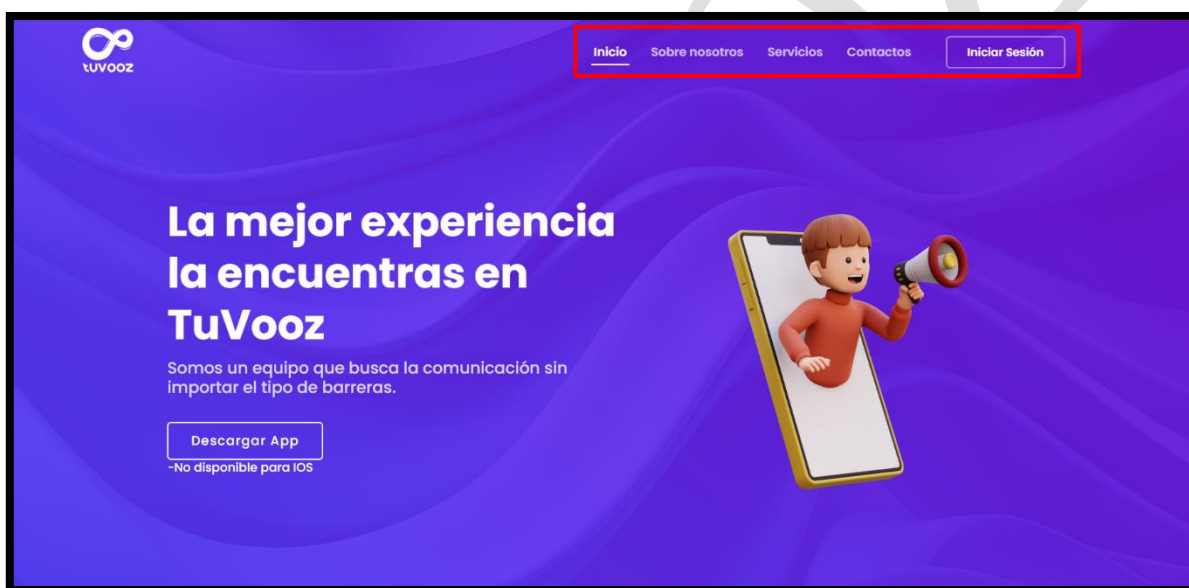 tuvooz
Inicio Sobre nosotros Servicios Contactos Iniciar Sesión
La mejor experiencia
la encuentras en
TuVooz
Somos un equipo que busca la comunicación sin
importar el tipo de barreras.
Descargar App
-No disponible para IOS